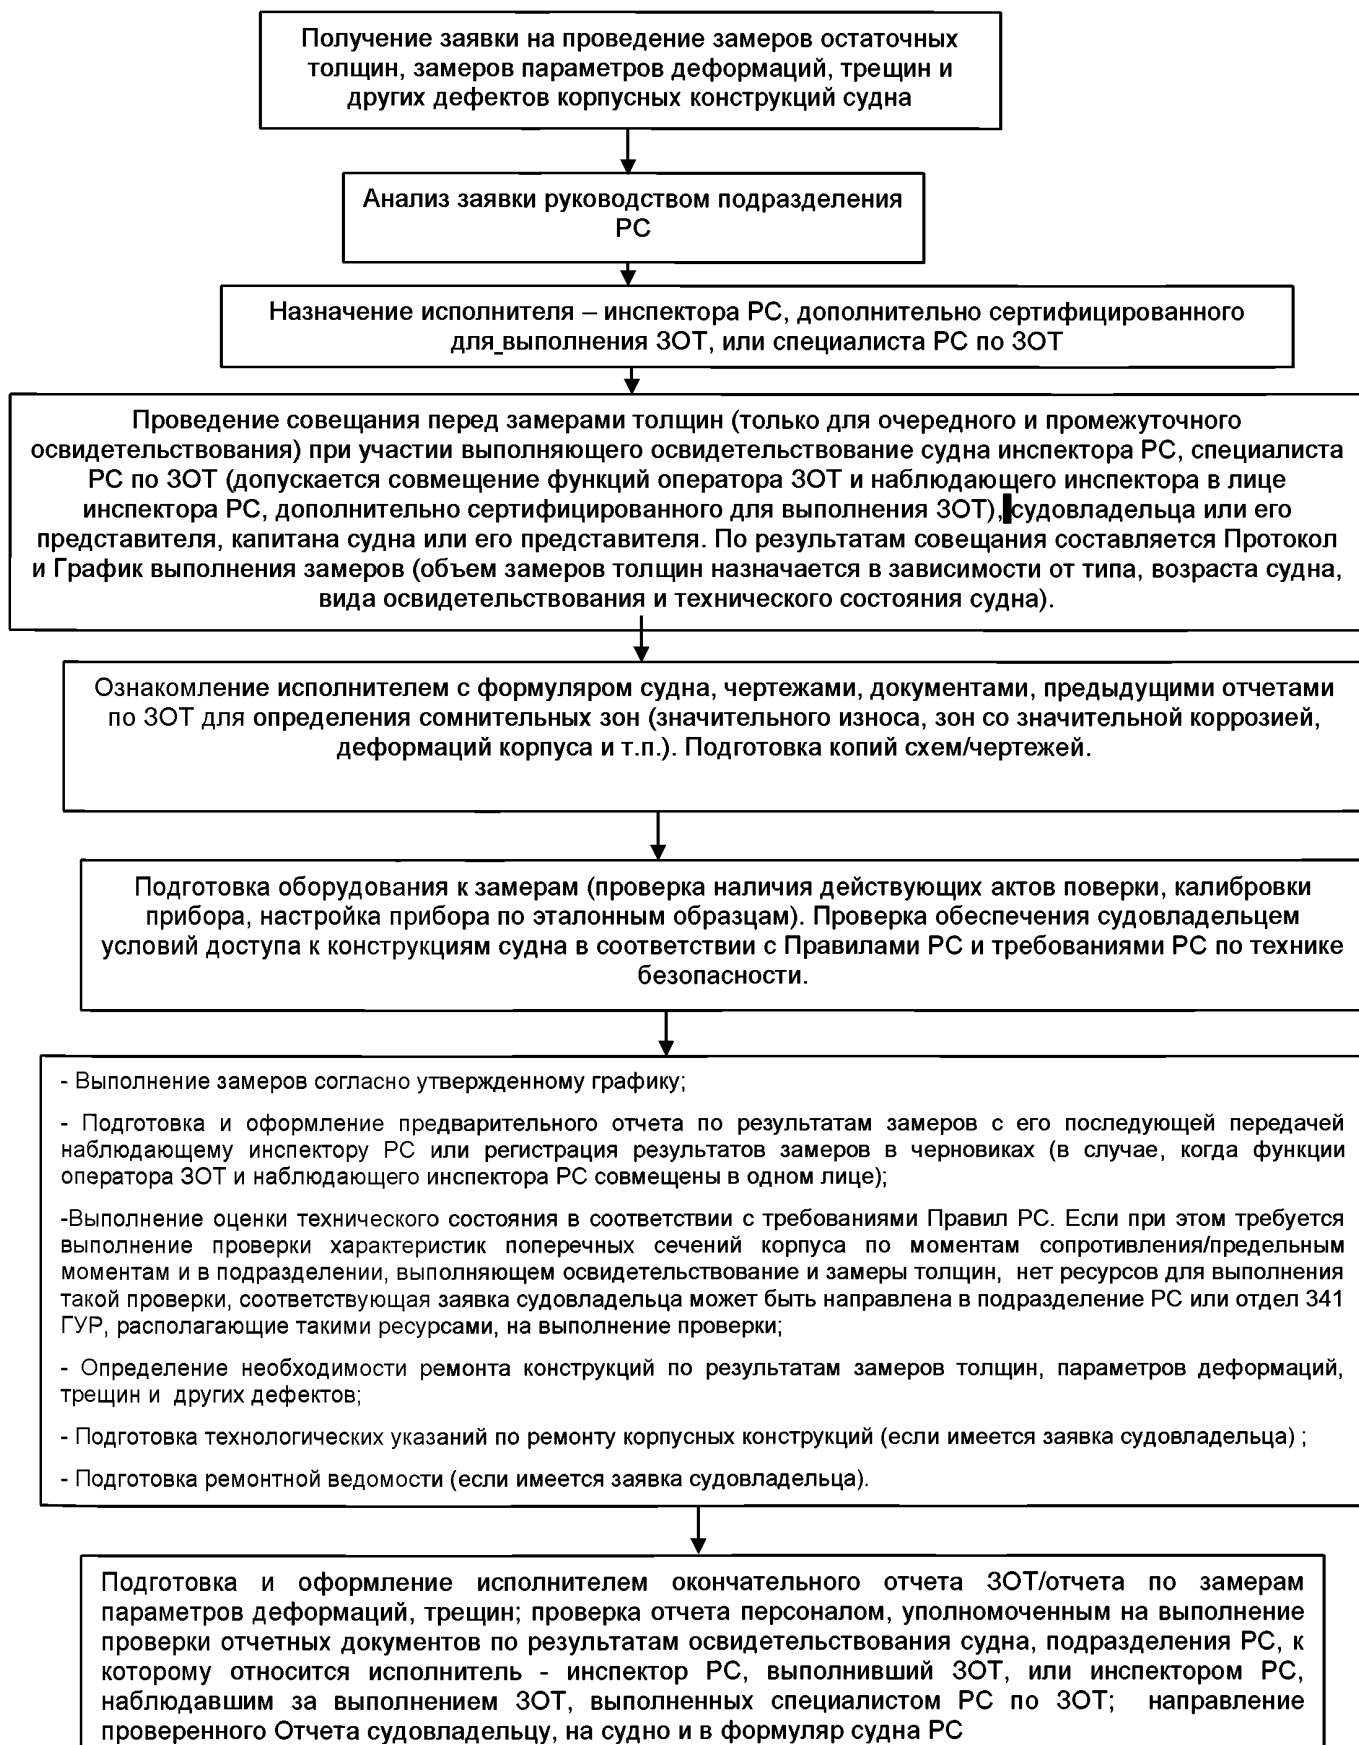 Получение заявки на проведение замеров остаточных
толщин, замеров параметров деформаций, трещин и
других дефектов корпусных конструкций судна
Анализ заявки руководством подразделения
РС
Назначение исполнителя – инспектора РС, дополнительно сертифицированного
для_выполнения ЗОТ, или специалиста РС по ЗОТ
Проведение совещания перед замерами толщин (только для очередного и промежуточного
освидетельствования) при участии выполняющего освидетельствование судна инспектора РС, специалиста
РС по ЗОТ (допускается совмещение функций оператора ЗОТ и наблюдающего инспектора в лице
инспектора РС, дополнительно сертифицированного для выполнения ЗОТ), судовладельца или его
представителя, капитана судна или его представителя. По результатам совещания составляется Протокол
и График выполнения замеров (объем замеров толщин назначается в зависимости от типа, возраста судна,
вида освидетельствования и технического состояния судна).
Ознакомление исполнителем с формуляром судна, чертежами, документами, предыдущими отчетами
по ЗОТ для определения сомнительных зон (значительного износа, зон со значительной коррозией,
деформаций корпуса и т.п.). Подготовка копий схем/чертежей.
Подготовка оборудования к замерам (проверка наличия действующих актов поверки, калибровки
прибора, настройка прибора по эталонным образцам). Проверка обеспечения судовладельцем
условий доступа к конструкциям судна в соответствии с Правилами РС и требованиями РС по технике
безопасности.
- Выполнение замеров согласно утвержденному графику;
- Подготовка и оформление предварительного отчета по результатам замеров с его последующей передачей
наблюдающему инспектору РС или регистрация результатов замеров в черновиках (в случае, когда функции
оператора ЗОТ и наблюдающего инспектора РС совмещены в одном лице);
-Выполнение оценки технического состояния в соответствии с требованиями Правил РС. Если при этом требуется
выполнение проверки характеристик поперечных сечений корпуса по моментам сопротивления/предельным
моментам и в подразделении, выполняющем освидетельствование и замеры толщин, нет ресурсов для выполнения
такой проверки, соответствующая заявка судовладельца может быть направлена в подразделение РС или отдел 341
ГУР, располагающие такими ресурсами, на выполнение проверки;
- Определение необходимости ремонта конструкций по результатам замеров толщин, параметров деформаций,
трещин и других дефектов;
- Подготовка технологических указаний по ремонту корпусных конструкций (если имеется заявка судовладельца) ;
- Подготовка ремонтной ведомости (если имеется заявка судовладельца).
Подготовка и оформление исполнителем окончательного отчета ЗОТ/отчета по замерам
параметров деформаций, трещин; проверка отчета персоналом, уполномоченным на выполнение
проверки отчетных документов по результатам освидетельствования судна, подразделения РС, к
которому относится исполнитель - инспектор РС, выполнивший ЗОТ, или инспектором РС,
наблюдавшим за выполнением ЗОТ, выполненных специалистом РС по ЗОТ; направление
проверенного Отчета судовладельцу, на судно и в формуляр судна РС